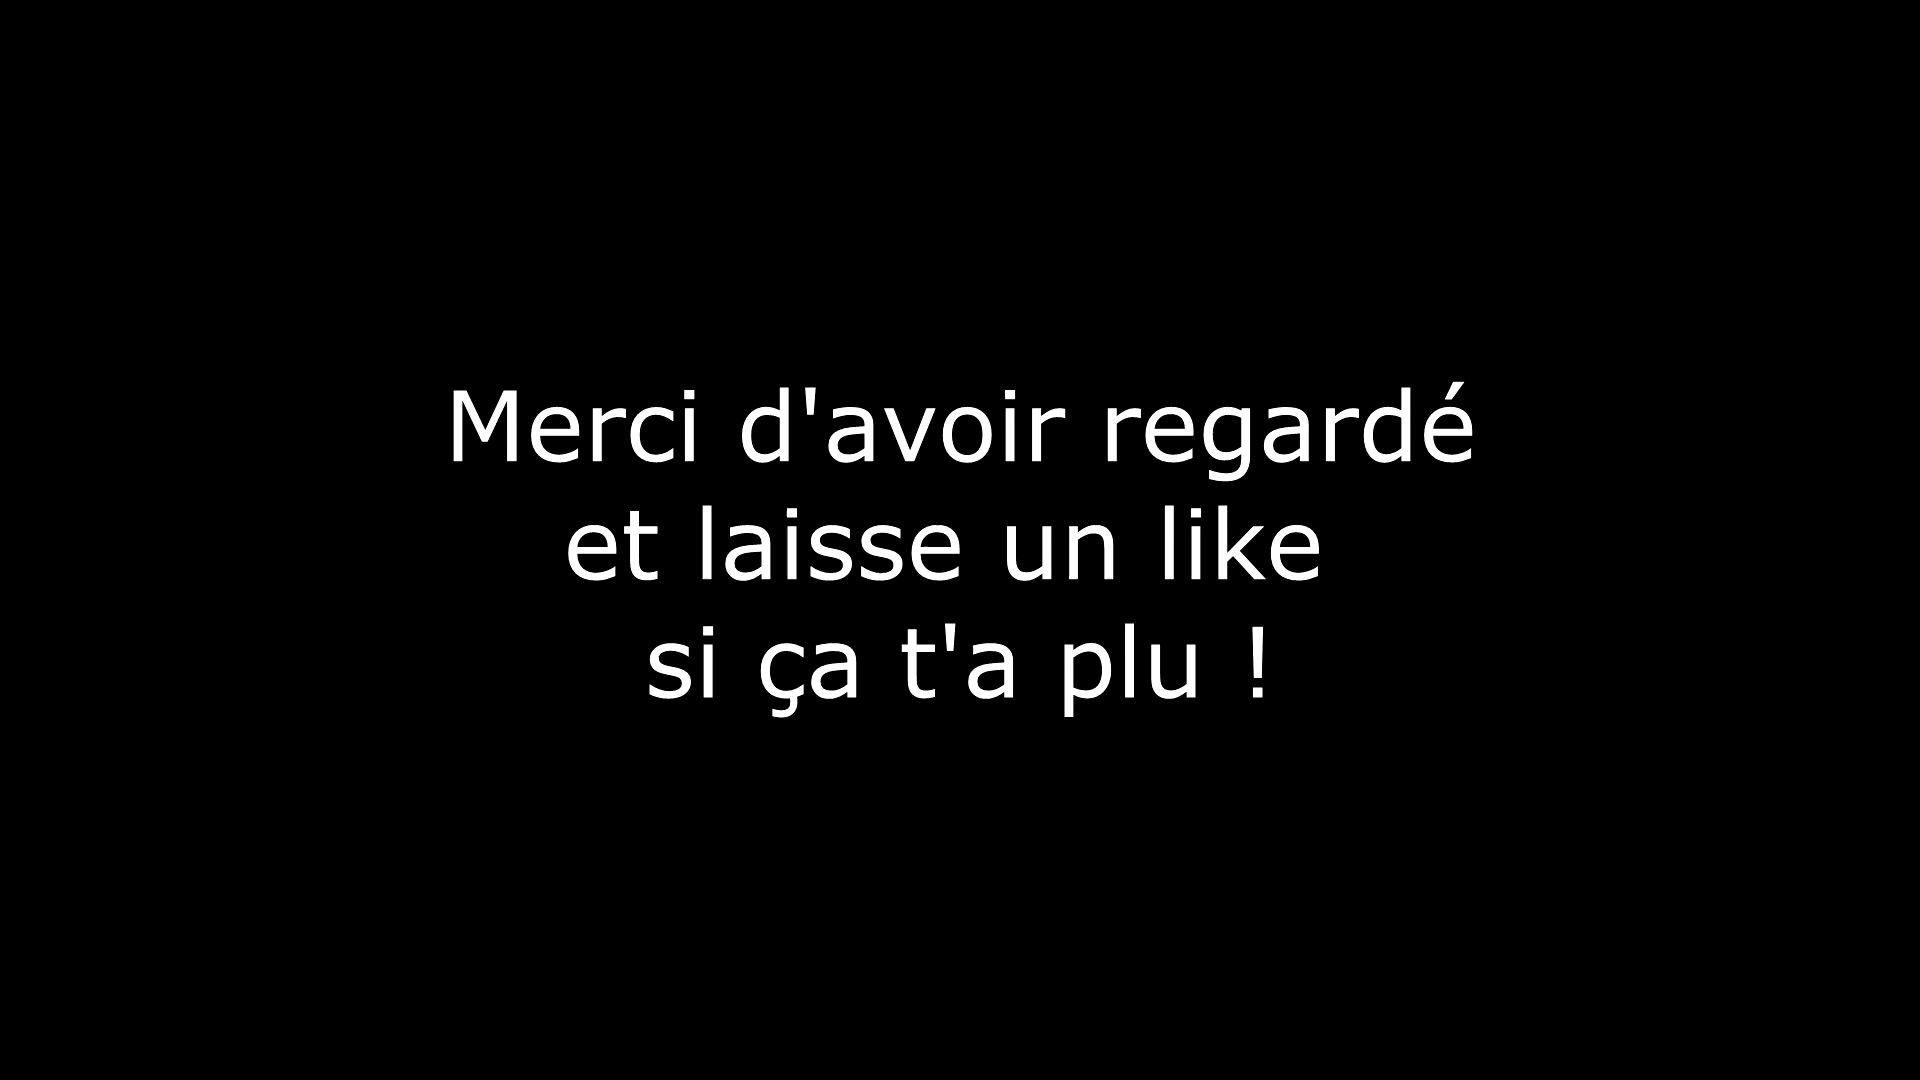 Merci d'avoir regardé
et laisse un like
si ça t'a plu !